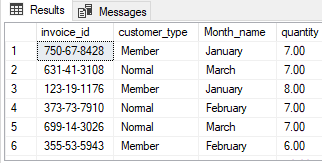 Results Messages
invoice_id customer_type Month_name quantity
1 750-67-8428 Member January 7.00
2 631-41-3108 Normal March 7.00
3 123-19-1176 Member January 8.00
4 373-73-7910 Normal February 7.00
5 699-14-3026 Normal March 7.00
6 355-53-5943 Member February 6.00